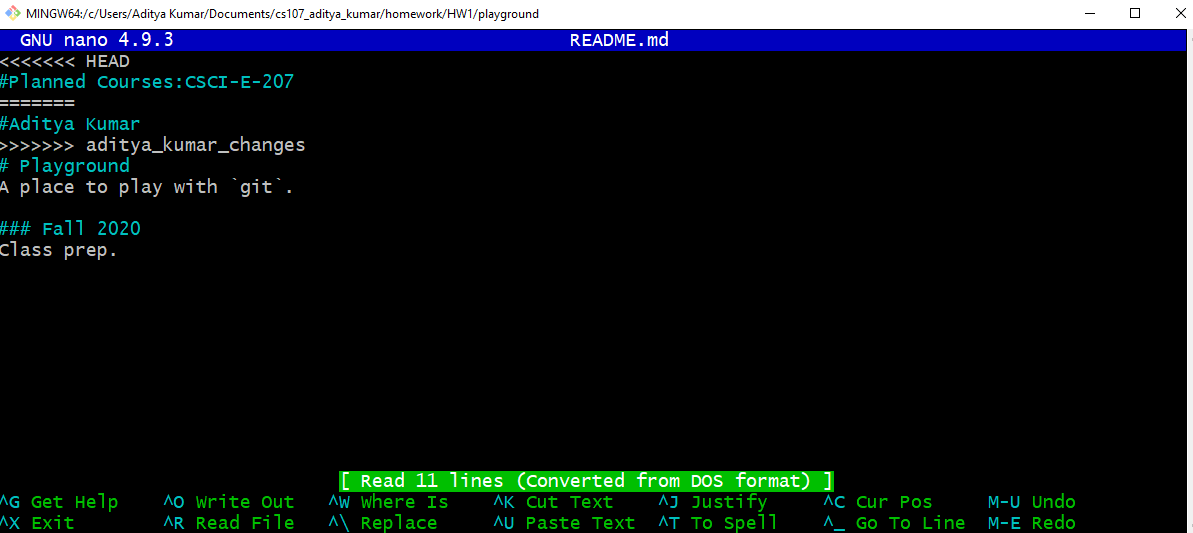 MINGW64:/c/Users/Aditya Kumar/Documents/cs107_aditya_kumar/homework/HW1/playground
GNU nano 4.9.3 README.md
<<<<<<< HEAD
#Planned Courses:CSCI-E-207
=======
#Aditya Kumar
>>>>>>> aditya_kumar_changes
# Playground
A place to play with `git`.
### Fall 2020
Class prep.
[ Read 11 lines (Converted from DOS format) ]
^G Get Help ^O Write Out ^W Where Is ^K Cut Text ^J Justify ^C Cur Pos M-U Undo
^X Exit ^R Read File ^\ Replace ^U Paste Text ^T To Spell ^_ Go To Line M-E Redo